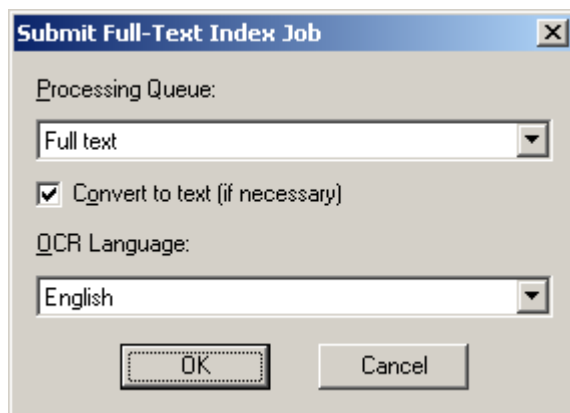 Submit Full-Text Index Job
Processing Queue:
Full text
Convert to text (if necessary)
OCR Language:
English
OK Cancel